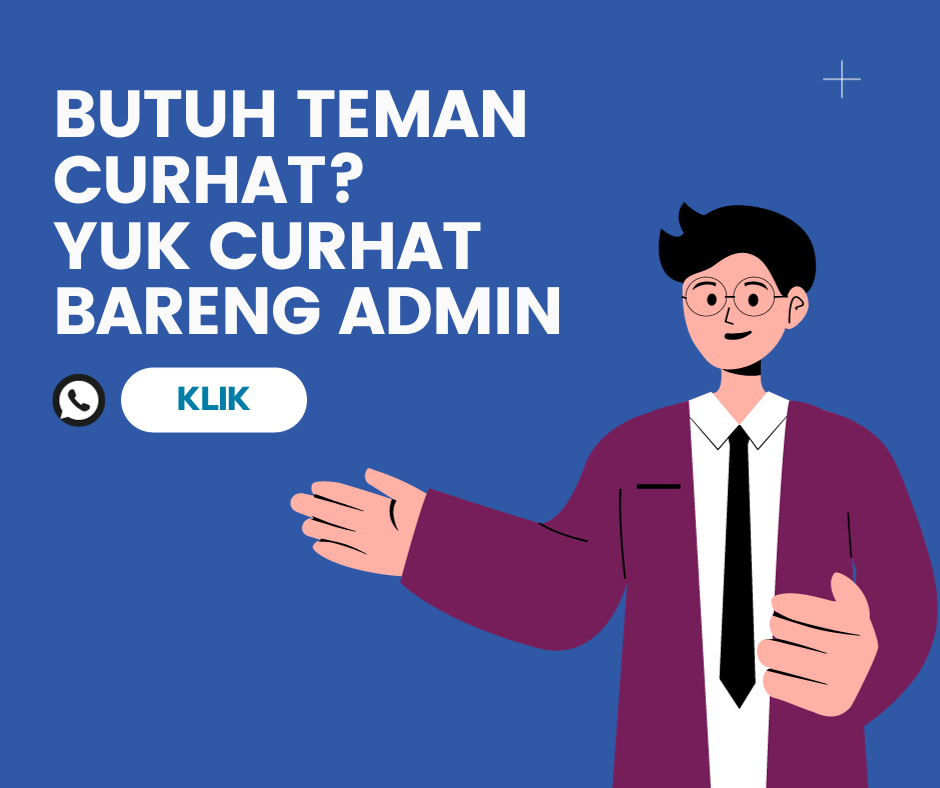 BUTUH TEMAN
CURHAT?
YUK CURHAT
BARENG ADMIN
KLIK